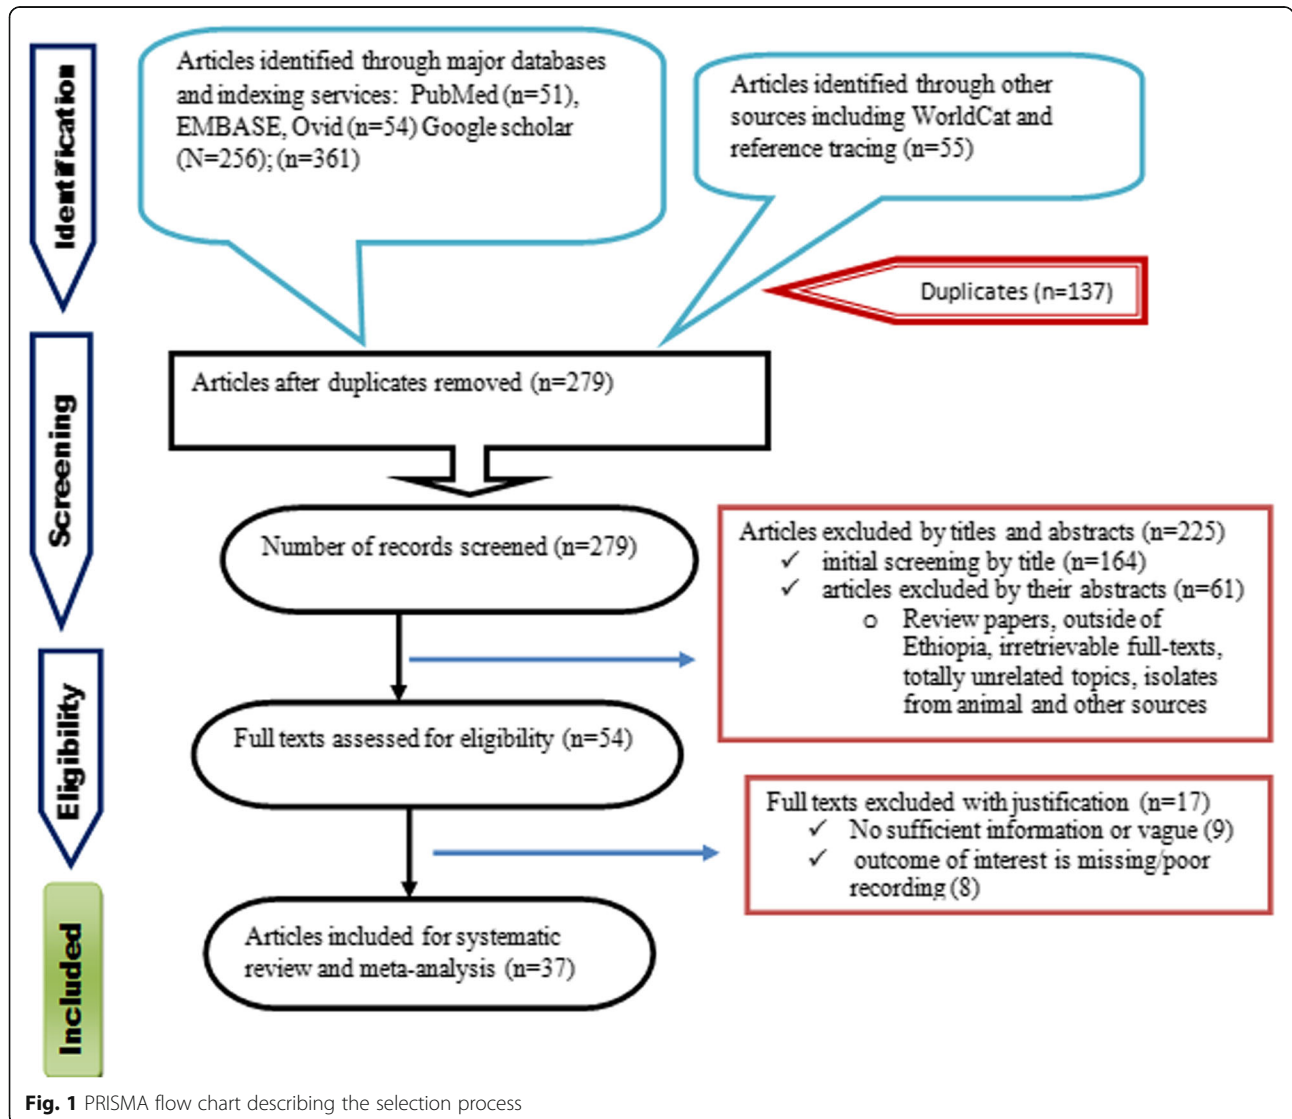 Identification
Articles identified through major databases
and indexing services: PubMed (n=51),
EMBASE, Ovid (n=54) Google scholar
(N=256); (n=361)
Articles identified through other
sources including WorldCat and
reference tracing (n=55)
Duplicates (n=137)
Screening
Articles after duplicates removed (n=279)
Number of records screened (n=279)
Articles excluded by titles and abstracts (n=225)
✓ initial screening by title (n=164)
✓ articles excluded by their abstracts (n=61)
o Review papers, outside of
Ethiopia, irretrievable full-texts,
totally unrelated topics, isolates
from animal and other sources
Eligibility
Full texts assessed for eligibility (n=54)
Full texts excluded with justification (n=17)
✓ No sufficient information or vague (9)
✓ outcome of interest is missing/poor
recording (8)
Included
Articles included for systematic
review and meta-analysis (n=37)
Fig. 1 PRISMA flow chart describing the selection process